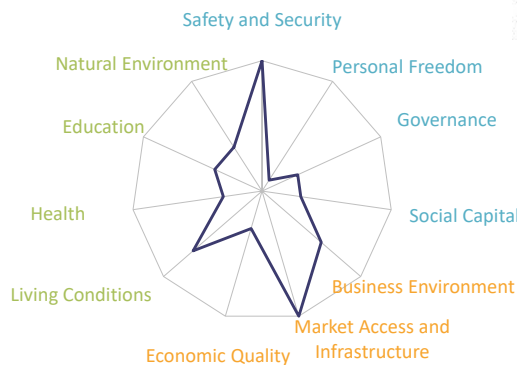 Safety and Security
Natural Environment
Personal Freedom
Education
Governance
Health
Social Capital
Living Conditions
Business Environment
Market Access and
Infrastructure
Economic Quality